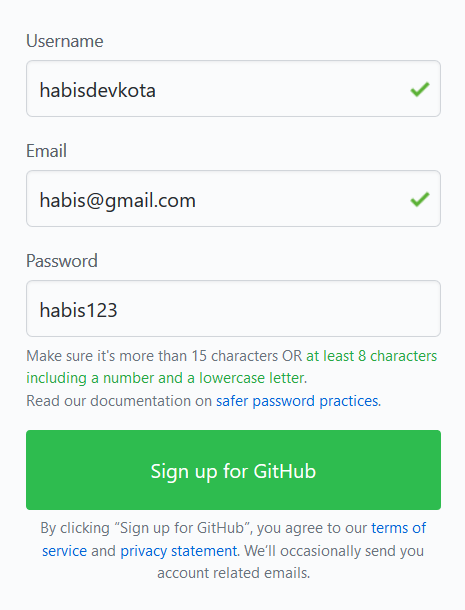 Username
habisdevkota
Email
habis@gmail.com
Password
habis123
Make sure it's more than 15 characters OR at least 8 characters
including a number and a lowercase letter.
Read our documentation on safer password practices.
Sign up for GitHub
By clicking “Sign up for GitHub”, you agree to our terms of
service and privacy statement. We’ll occasionally send you
account related emails.